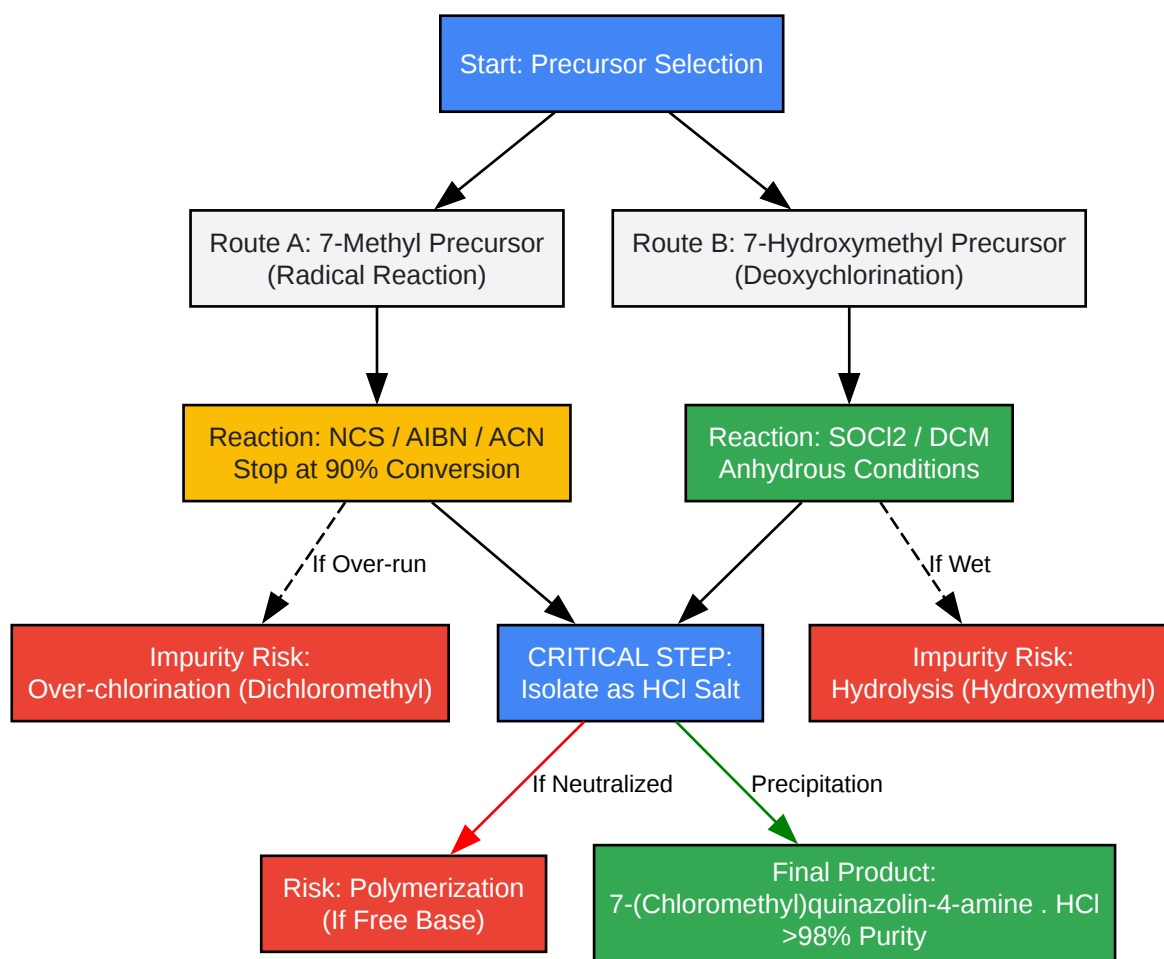 Start: Precursor Selection
Route A: 7-Methyl Precursor
(Radical Reaction)
Route B: 7-Hydroxymethyl Precursor
(Deoxychlorination)
Reaction: NCS / AIBN / ACN
Stop at 90% Conversion
Reaction: SOCl2 / DCM
Anhydrous Conditions
If Over-run
If Wet
Impurity Risk:
Over-chlorination (Dichloromethyl)
CRITICAL STEP:
Isolate as HCl Salt
Impurity Risk:
Hydrolysis (Hydroxymethyl)
If Neutralized
Precipitation
Risk: Polymerization
(If Free Base)
Final Product:
7-(Chloromethyl)quinazolin-4-amine . HCl
>98% Purity